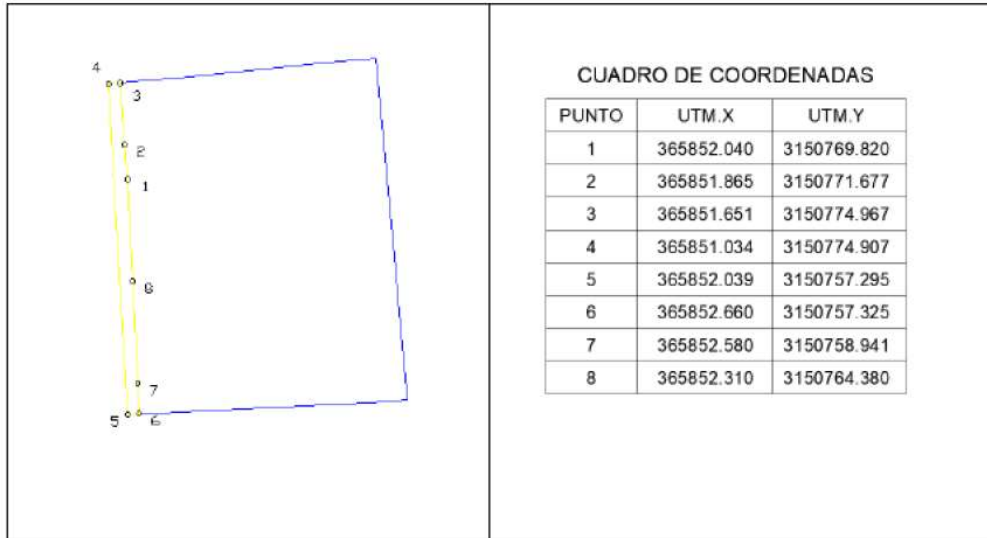 4
3
2
1
8
7
5
6
CUADRO DE COORDENADAS
PUNTO UTM.X UTM.Y
1 365852.040 3150769.820
2 365851.865 3150771.677
3 365851.651 3150774.967
4 365851.034 3150774.907
5 365852.039 3150757.295
6 365852.660 3150757.325
7 365852.580 3150758.941
8 365852.310 3150764.380